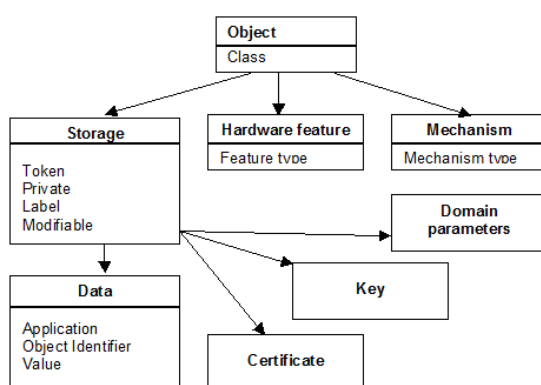 Object
Class
Storage
Token
Private
Label
Modifiable
Hardware feature
Feature type
Mechanism
Mechanism type
Domain
parameters
Key
Data
Application
Object Identifier
Value
Certificate